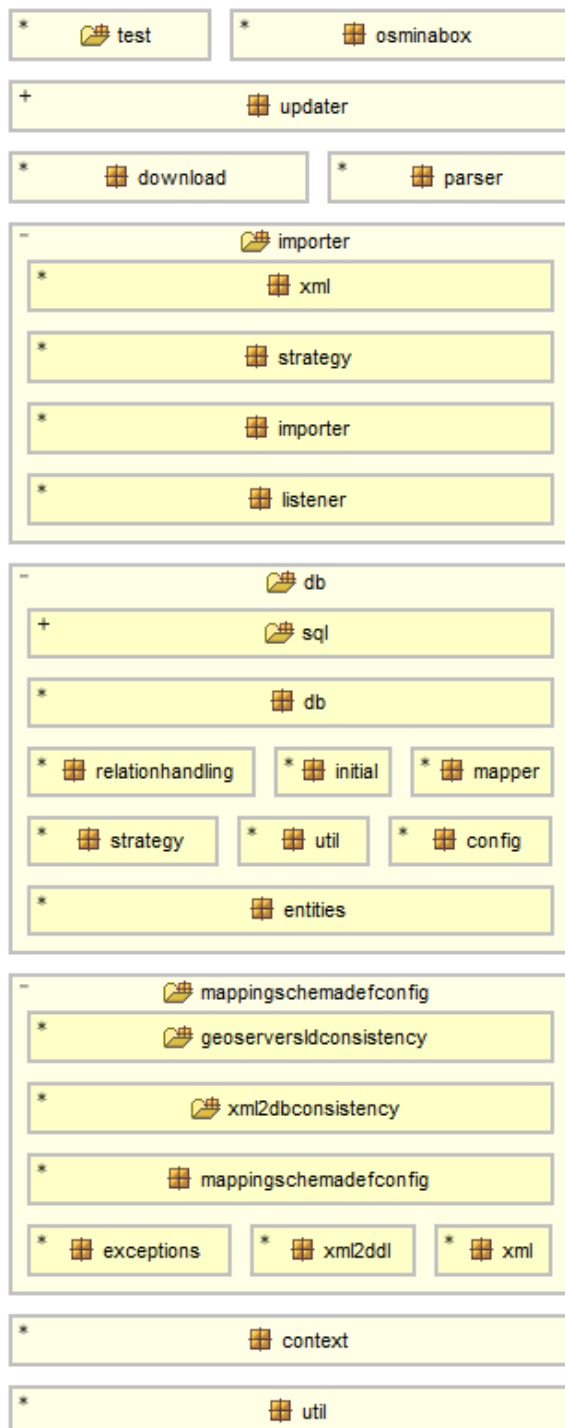 * test * osminabox
+ updater
* download * parser
- importer
* xml
* strategy
* importer
* listener
- db
+ sql
* db
* relationhandling * initial * mapper
* strategy * util * config
* entities
- mappingschemadefconfig
* geoserversldconsistency
* xml2dbconsistency
* mappingschemadefconfig
* exceptions * xml2ddl * xml
* context
* util